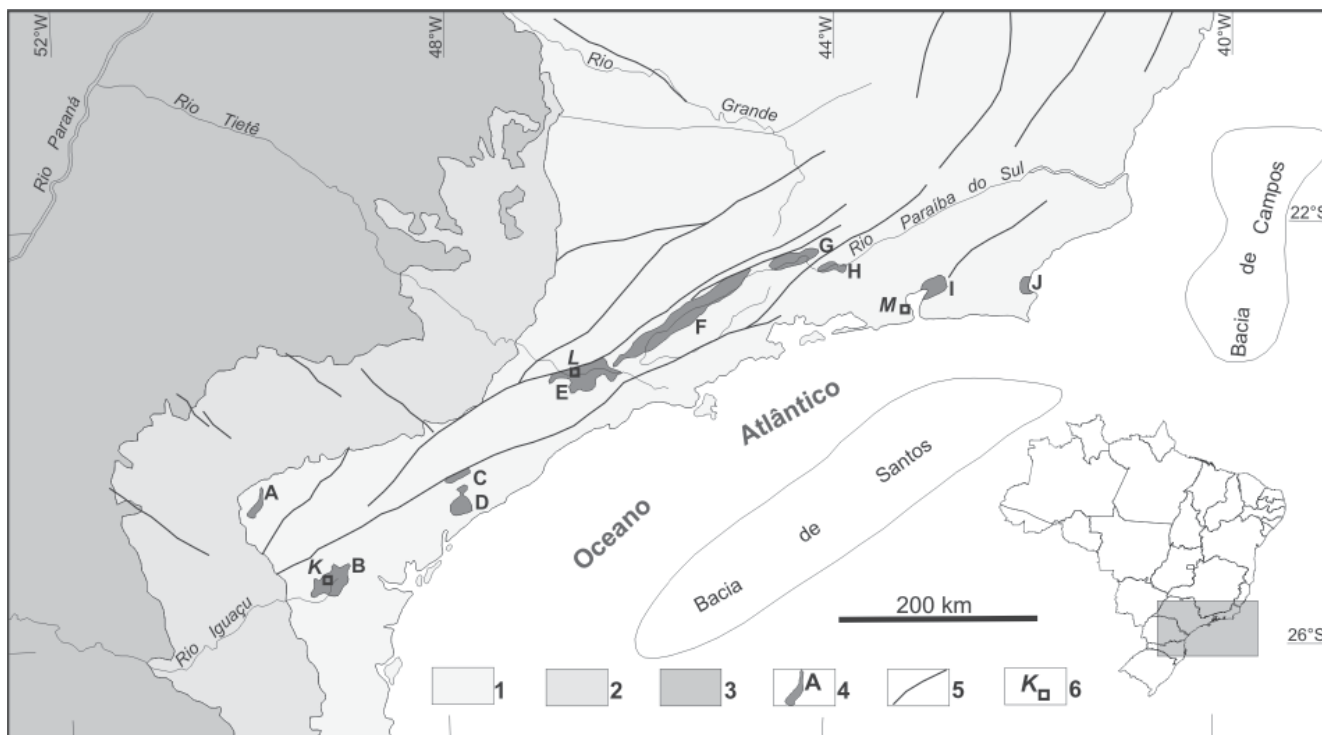 52°W
48°W
44°W
40°W
Rio Paraná
Rio Tietê
Rio
Grande
Rio Paraíba do Sul
Bacia de Campos
22°S
G
H
I
J
M
F
L
E
Atlântico
Oceano
Bacia de Santos
A
C
D
K
B
Rio Iguaçu
200 km
26°S
1
2
3
A 4
5
K 6